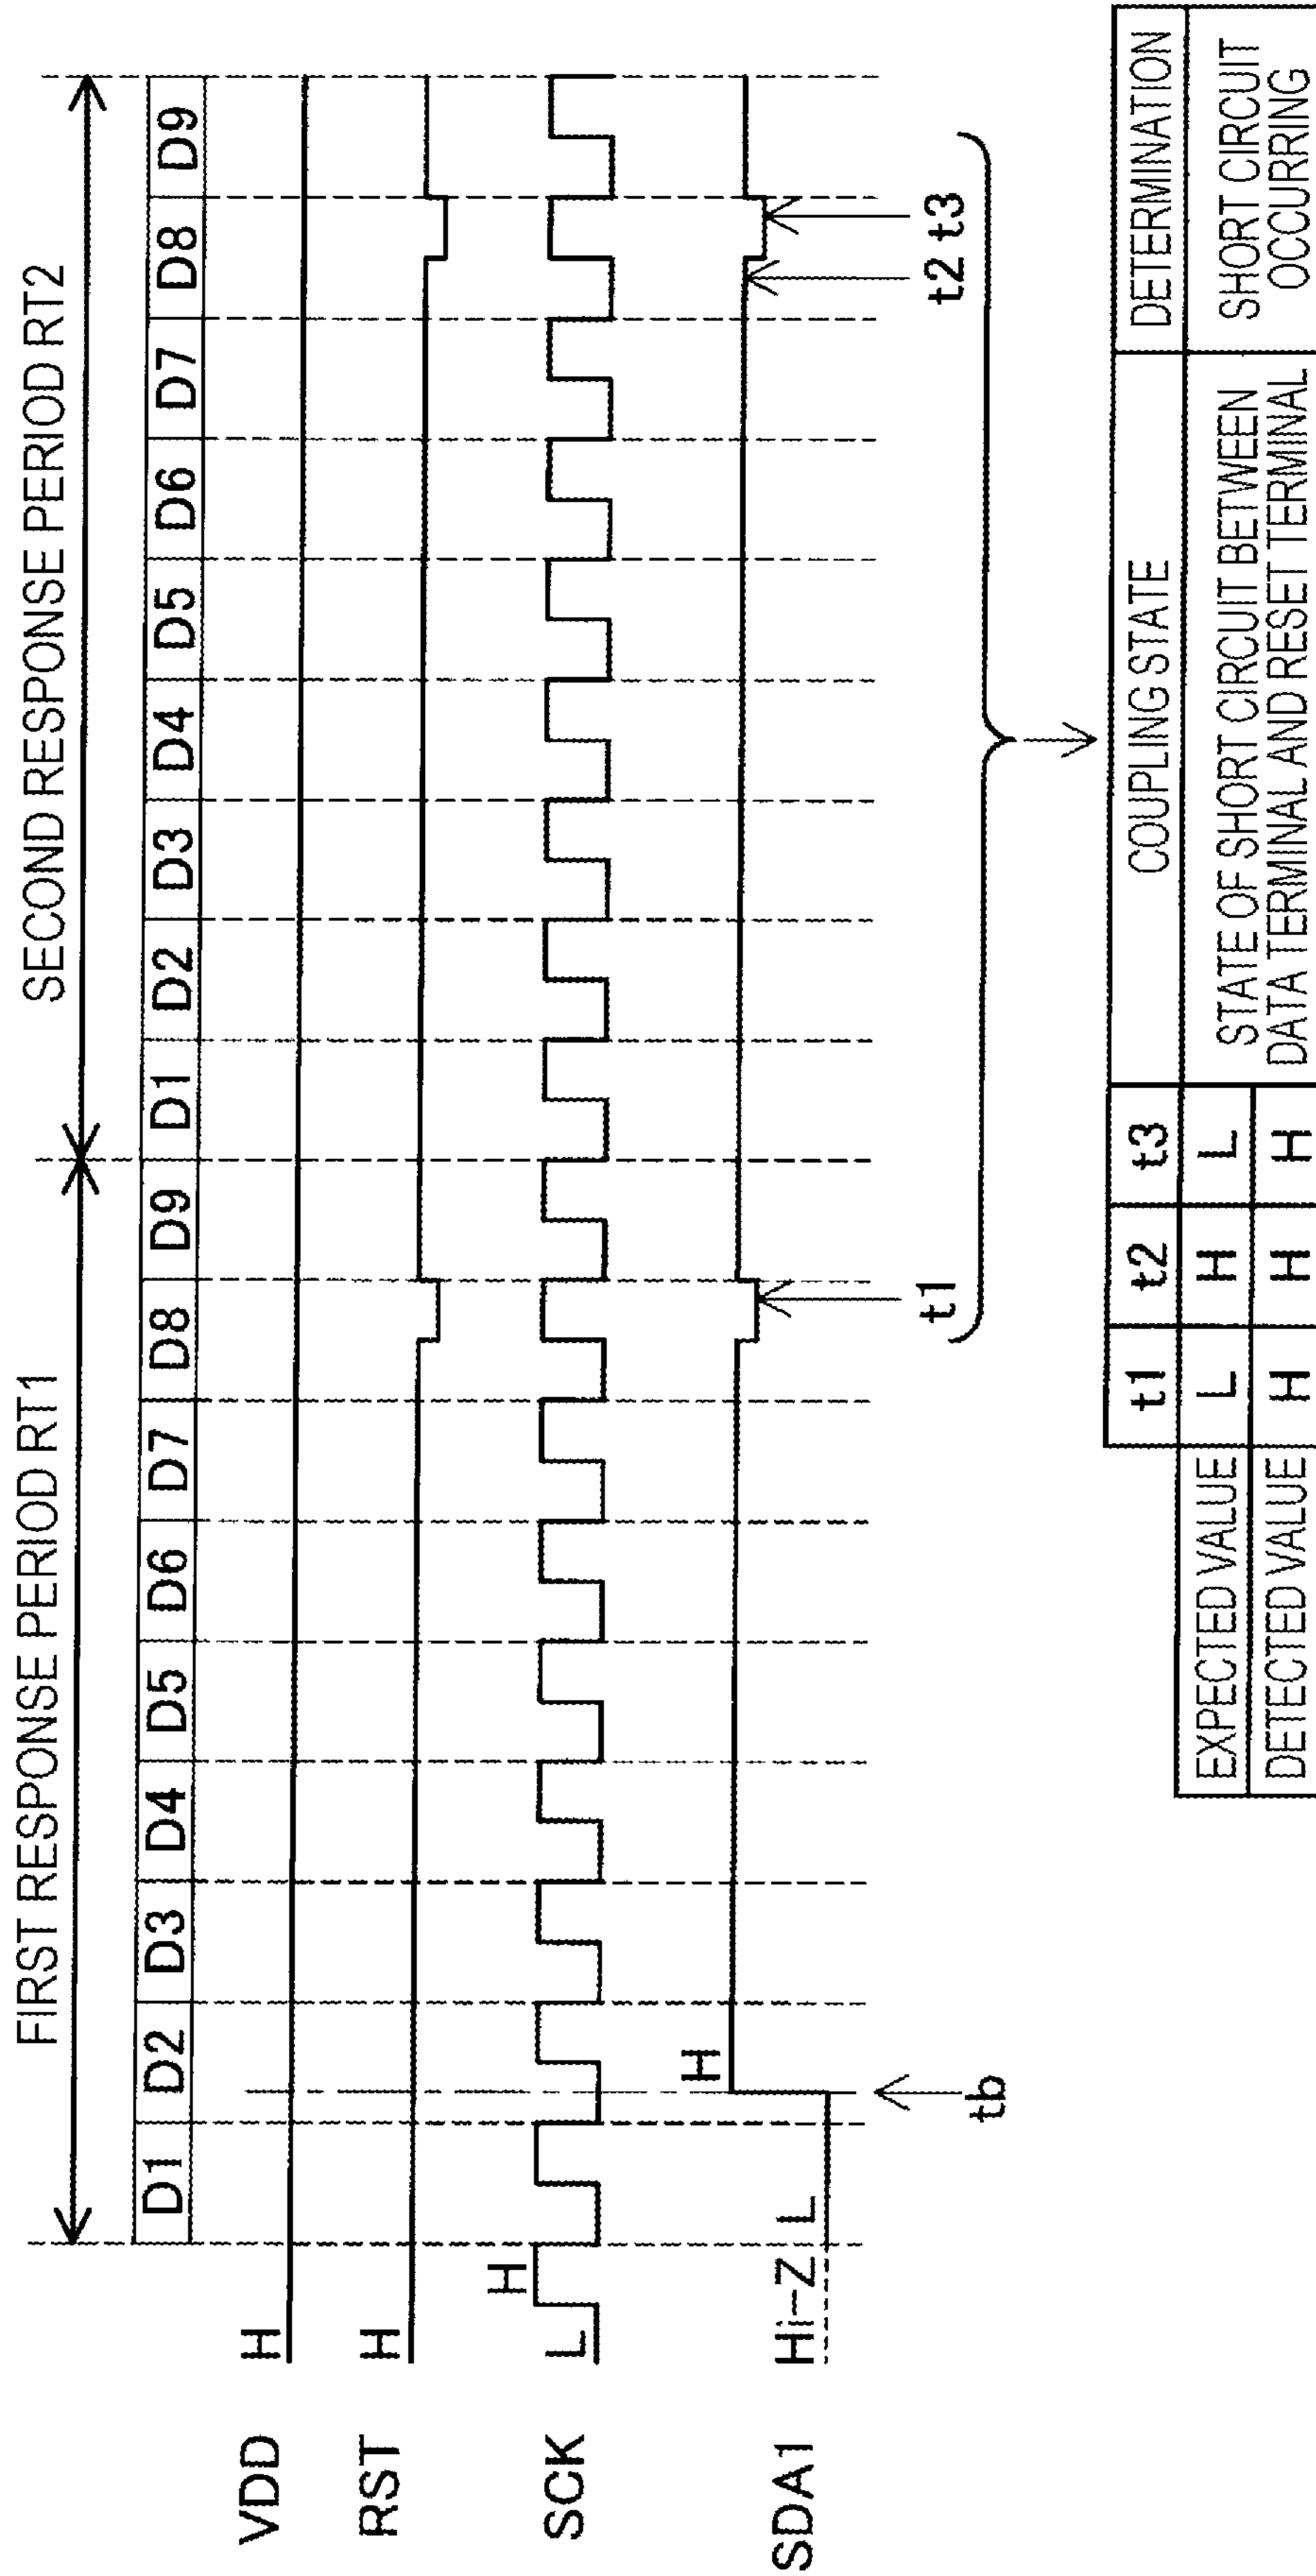 FIRST RESPONSE PERIOD RT1 SECOND RESPONSE PERIOD RT2
D1 D2 D3 D4 D5 D6 D7 D8 D9 D1 D2 D3 D4 D5 D6 D7 D8 D9
VDD H
RST H
SCK L H
SDA1 Hi-Z L H
tb t1 t2 t3
t1 t2 t3 COUPLING STATE DETERMINATION
EXPECTED VALUE L H L STATE OF SHORT CIRCUIT BETWEEN SHORT CIRCUIT
DETECTED VALUE H H H DATA TERMINAL AND RESET TERMINAL OCCURRING